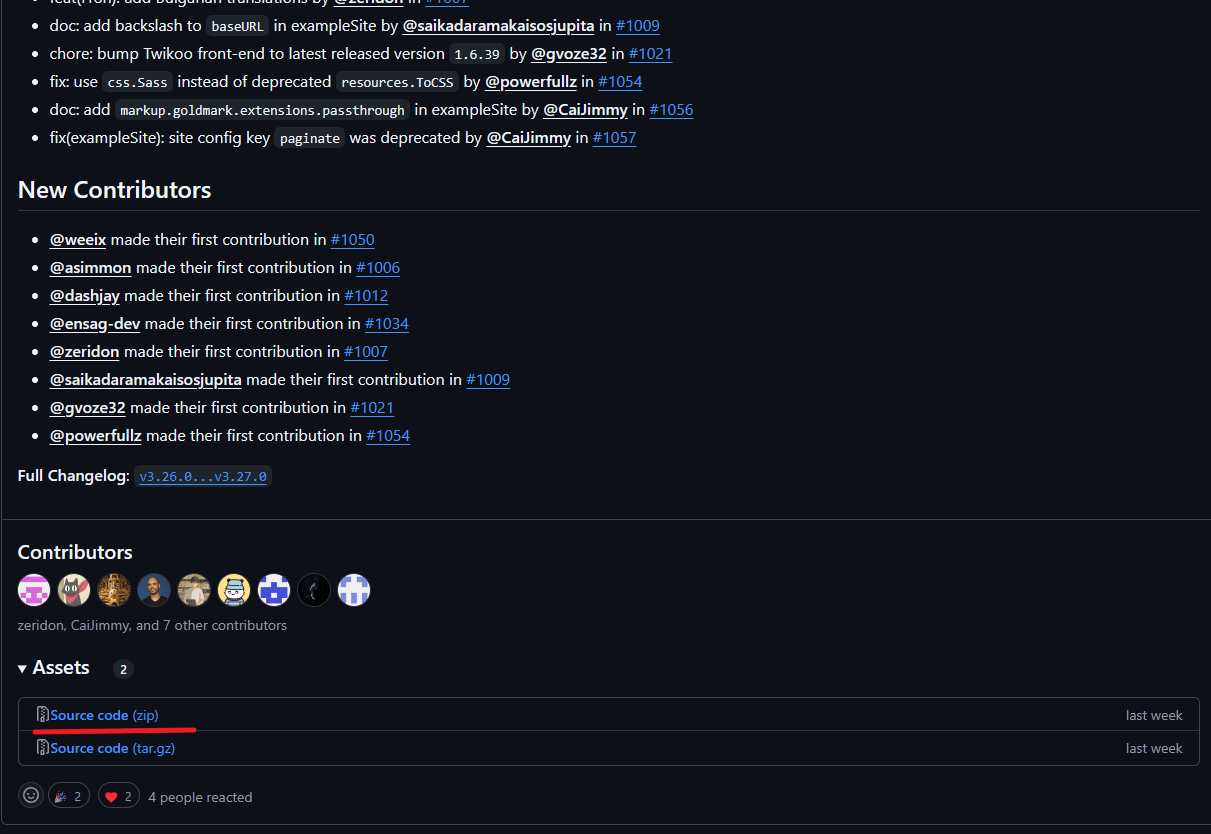 feat(i18n): add Bulgarian translations by @zeridon in #1007
doc: add backslash to baseURL in exampleSite by @saikadaramakaisosjupita in #1009
chore: bump Twikoo front-end to latest released version 1.6.39 by @gvoze32 in #1021
fix: use css.Sass instead of deprecated resources.ToCSS by @powerfullz in #1054
doc: add markup.goldmark.extensions.passthrough in exampleSite by @CaiJimmy in #1056
fix(exampleSite): site config key paginate was deprecated by @CaiJimmy in #1057
New Contributors
@weeix made their first contribution in #1050
@asimmon made their first contribution in #1006
@dashjay made their first contribution in #1012
@ensag-dev made their first contribution in #1034
@zeridon made their first contribution in #1007
@saikadaramakaisosjupita made their first contribution in #1009
@gvoze32 made their first contribution in #1021
@powerfullz made their first contribution in #1054
Full Changelog: v3.26.0...v3.27.0
Contributors
zeridon, CaiJimmy, and 7 other contributors
Assets 2
Source code (zip) last week
Source code (tar.gz) last week
2 2 4 people reacted